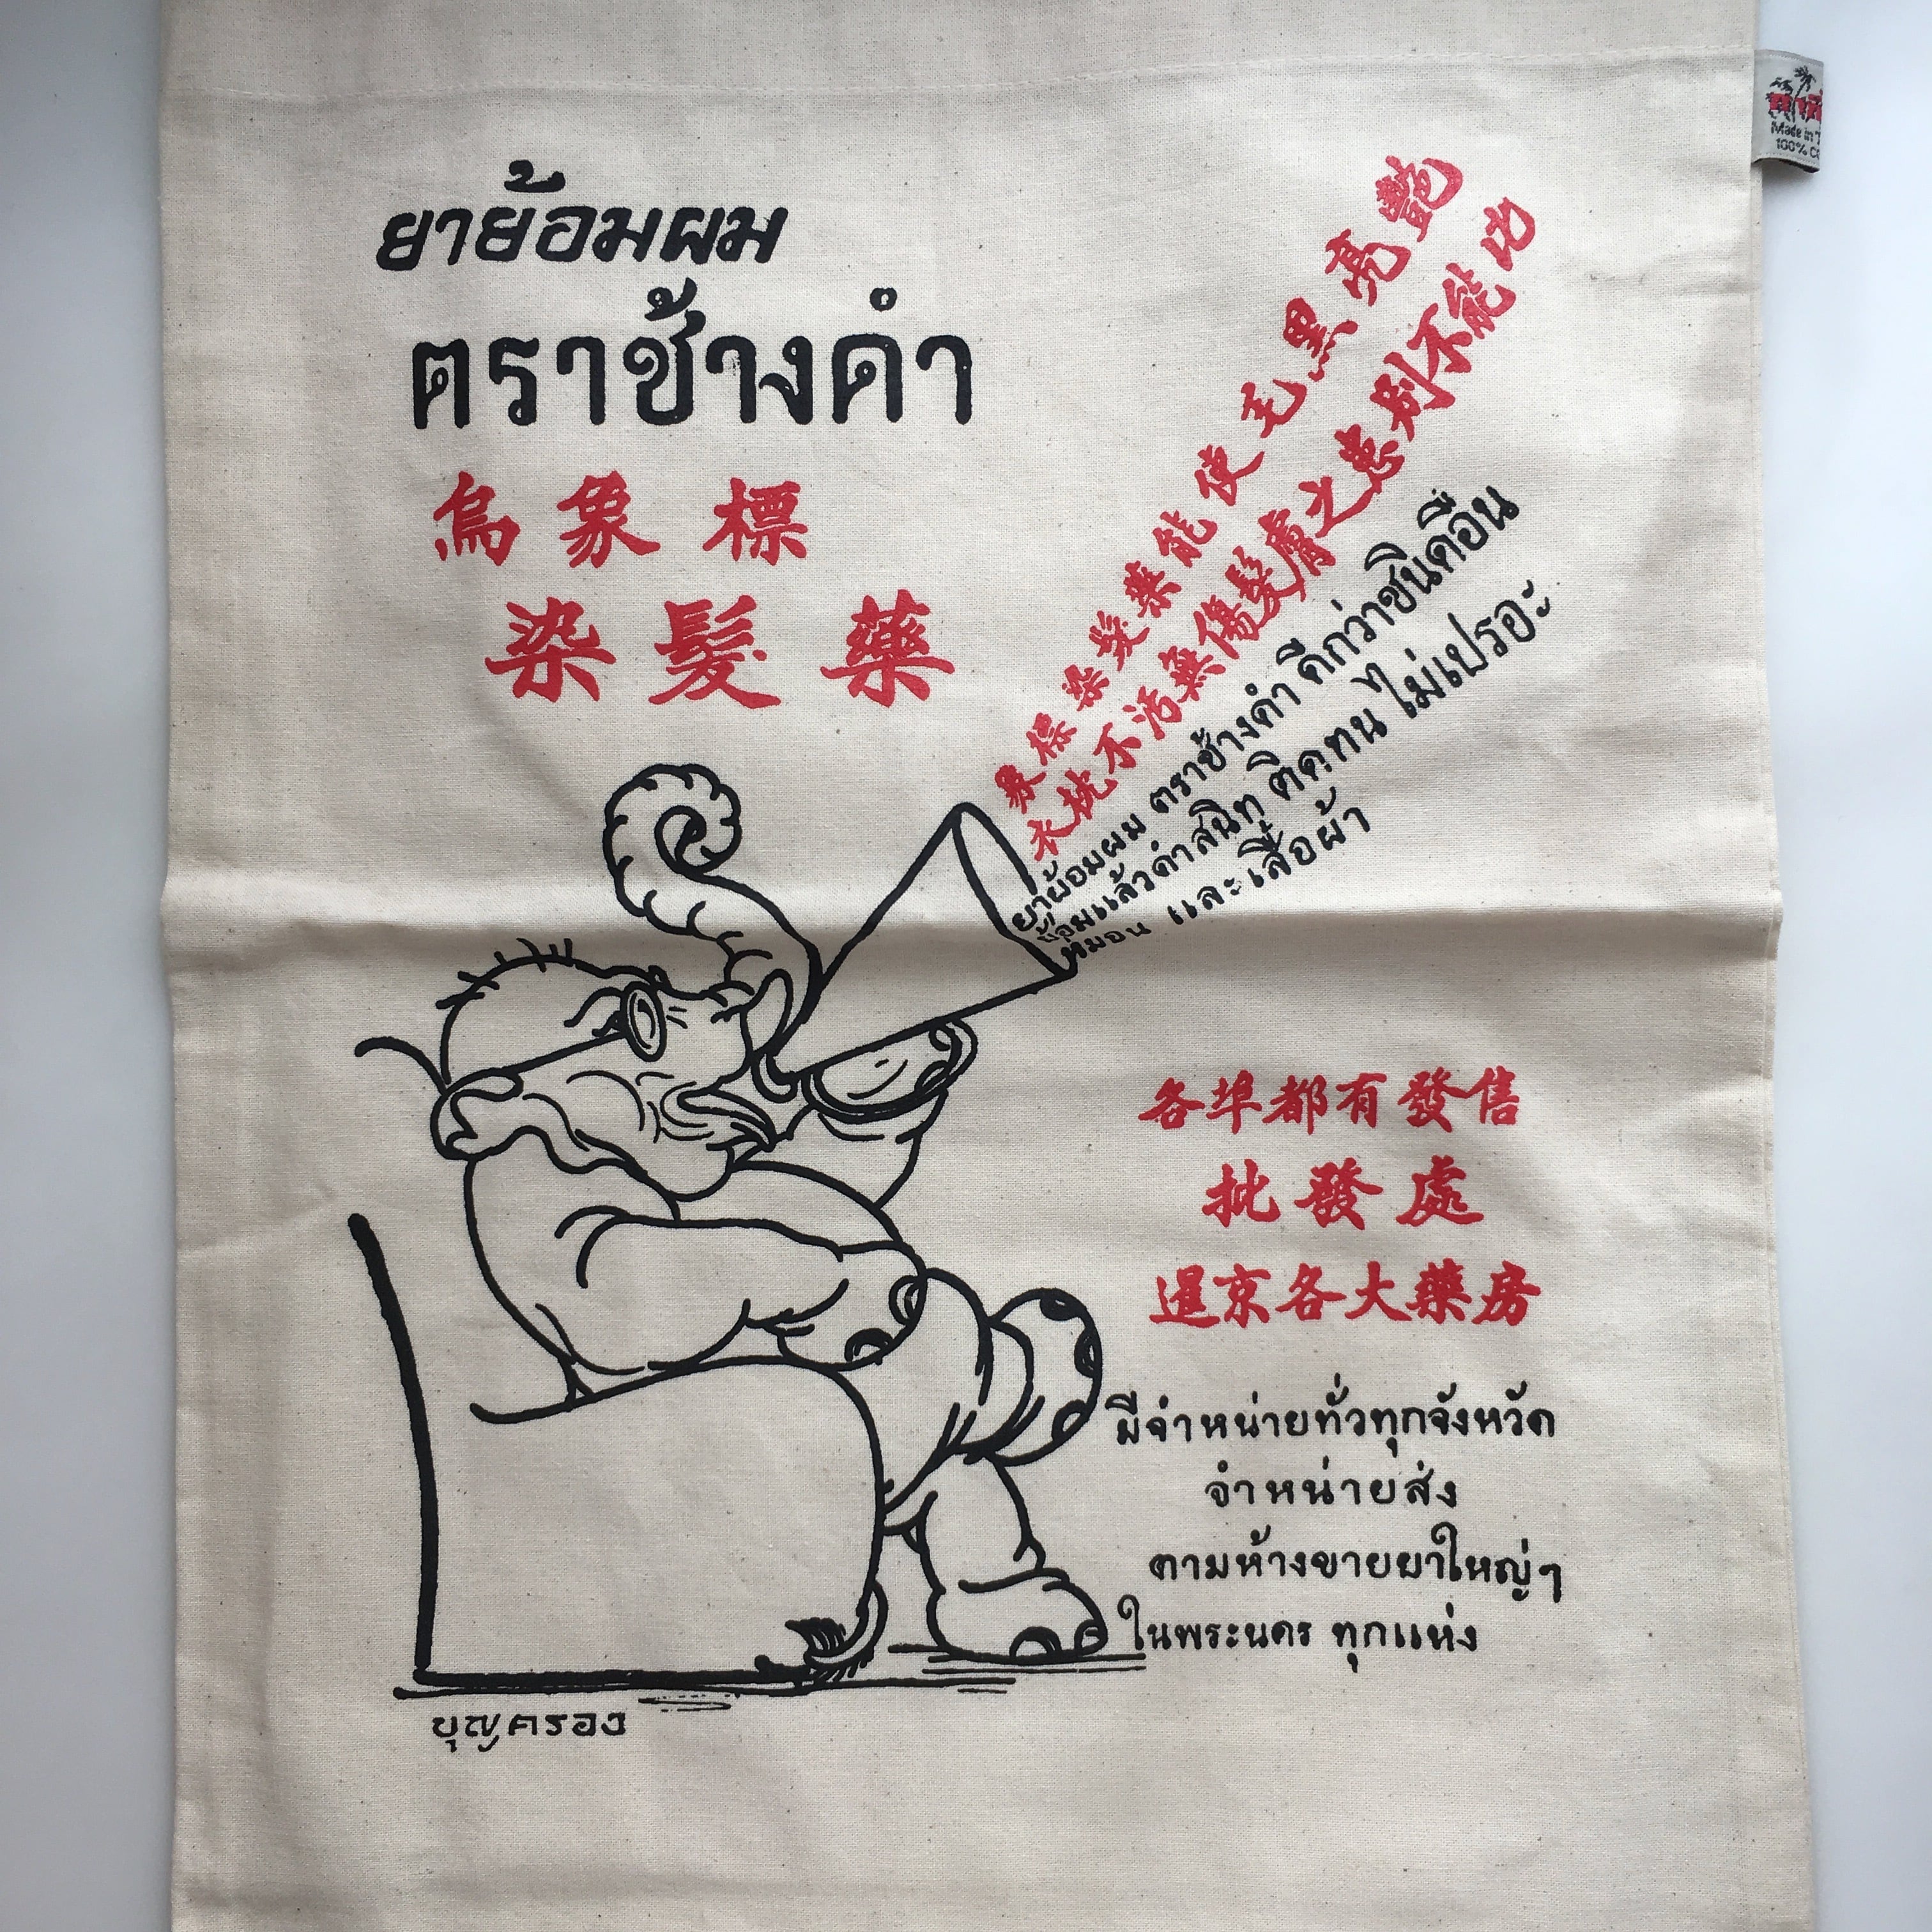 ยาย้อมผม
ตราช้างดำ
烏象標
染髮藥
象標染髮藥能使毛黑亮艷
衣枕不污無傷髮膚之患刷不能也
ยาย้อมผม ตราช้างดำ ดีกว่าชนิดอื่น
ย้อมแล้วดำสนิท ติดทน ไม่เปรอะ
หมอน และเสื้อผ้า
各埠都有發售
批發處
暹京各大藥房
มีจำหน่ายทั่วทุกจังหวัด
จำหน่ายส่ง
ตามห้างขายยาใหญ่ๆ
ในพระนคร ทุกแห่ง
บุญครอง
Made in
100%